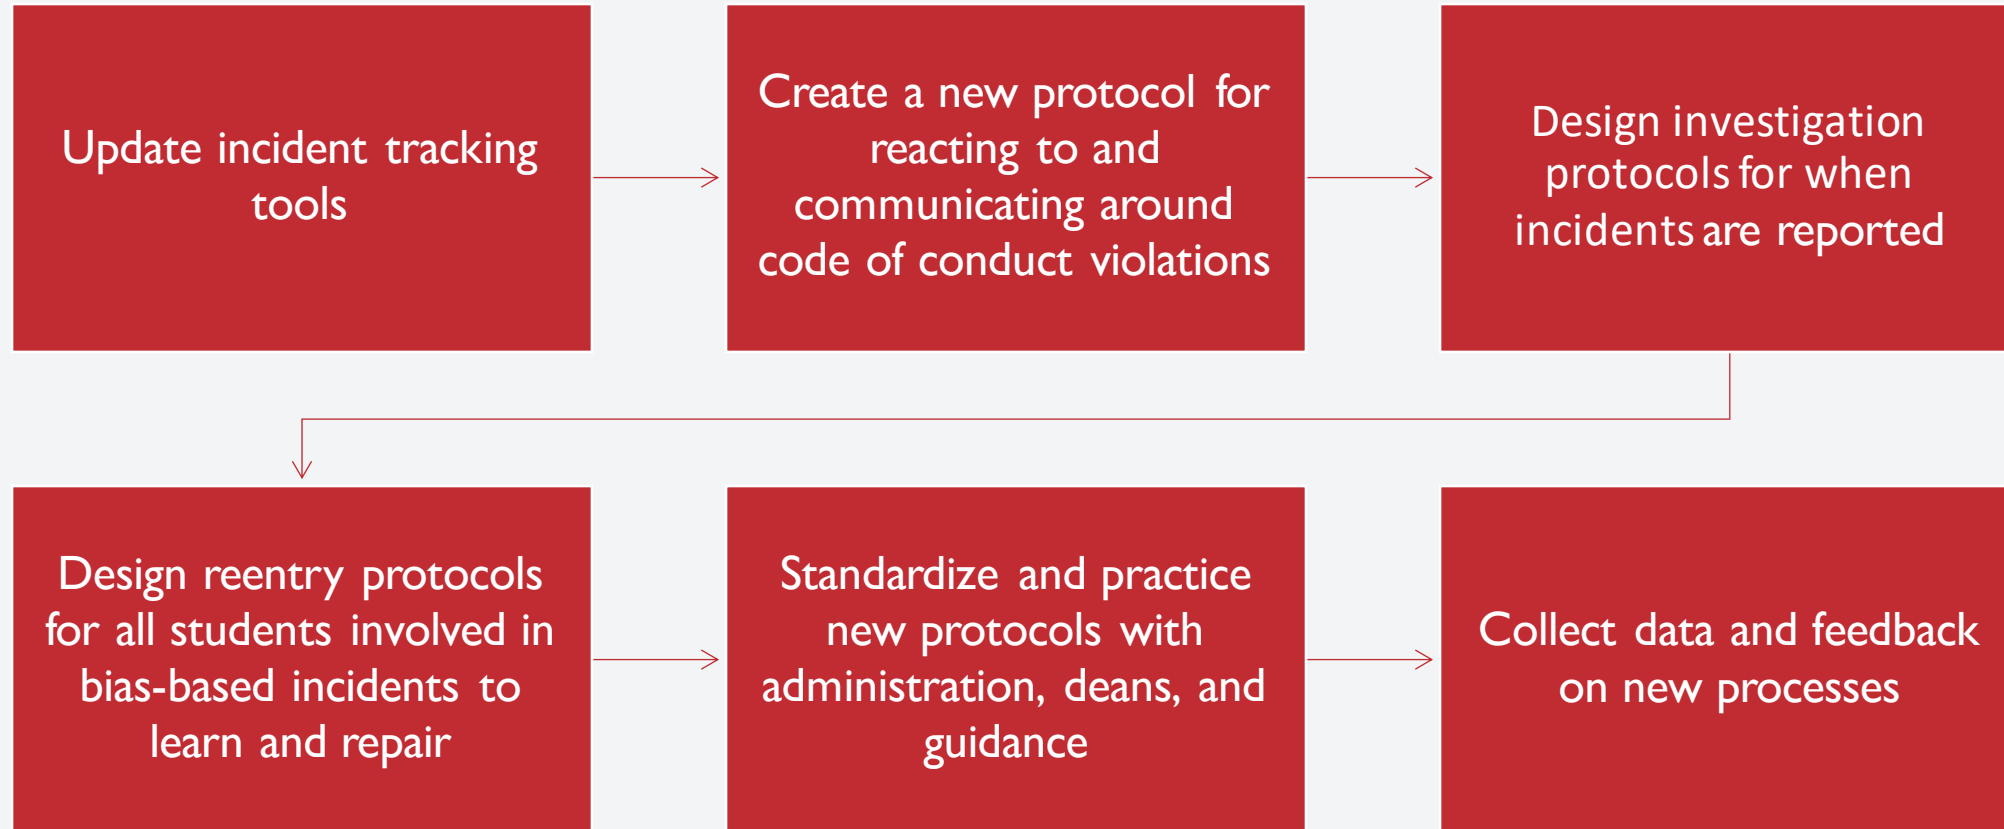 Update incident tracking
tools
Create a new protocol for
reacting to and
communicating around
code of conduct violations
Design investigation
protocols for when
incidents are reported
Design reentry protocols
for all students involved in
bias-based incidents to
learn and repair
Standardize and practice
new protocols with
administration, deans, and
guidance
Collect data and feedback
on new processes